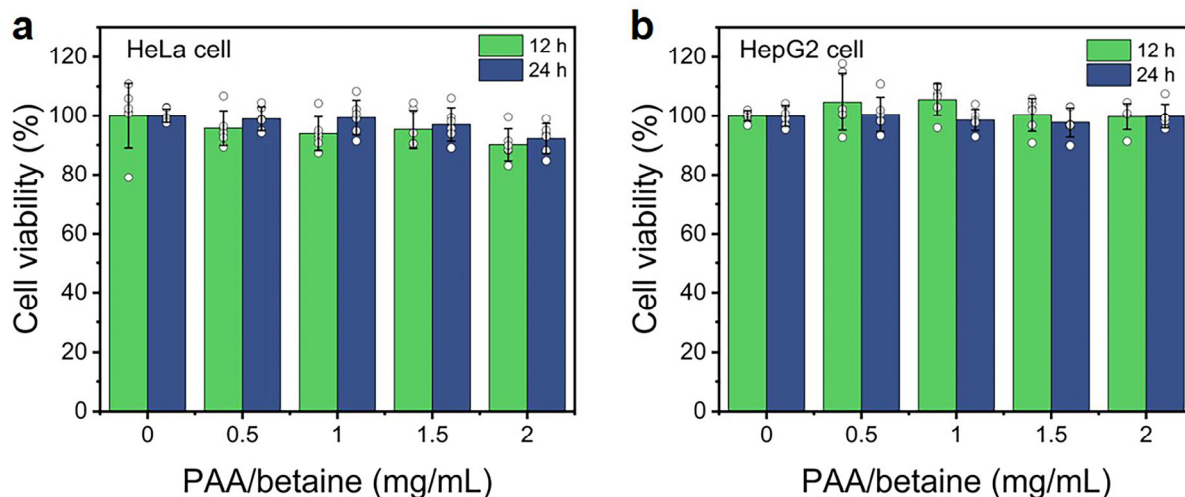 a
HeLa cell
12 h
24 h
Cell viability (%)
120
100
80
60
40
20
0
0 0.5 1 1.5 2
PAA/betaine (mg/mL)
b
HepG2 cell
12 h
24 h
Cell viability (%)
120
100
80
60
40
20
0
0 0.5 1 1.5 2
PAA/betaine (mg/mL)